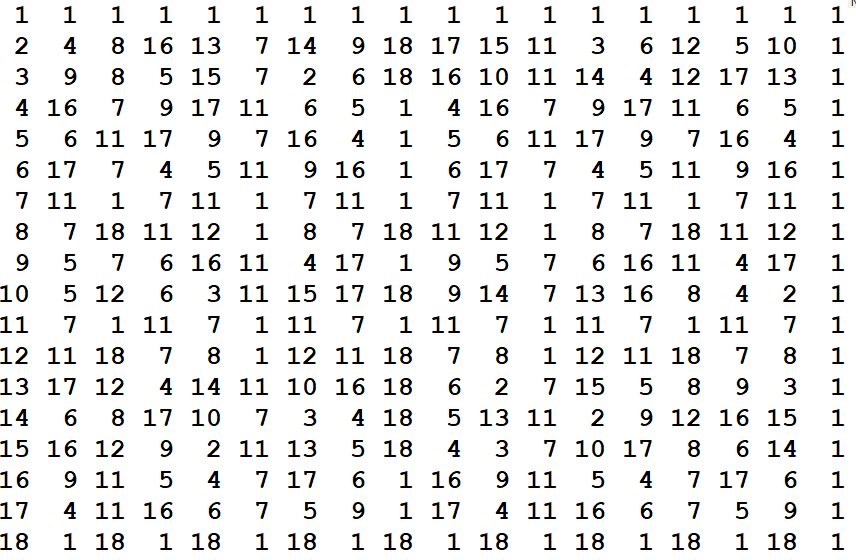 1 1 1 1 1 1 1 1 1 1 1 1 1 1 1 1 1 1
2 4 8 16 13 7 14 9 18 17 15 11 3 6 12 5 10 1
3 9 8 5 15 7 2 6 18 16 10 11 14 4 12 17 13 1
4 16 7 9 17 11 6 5 1 4 16 7 9 17 11 6 5 1
5 6 11 17 9 7 16 4 1 5 6 11 17 9 7 16 4 1
6 17 7 4 5 11 9 16 1 6 17 7 4 5 11 9 16 1
7 11 1 7 11 1 7 11 1 7 11 1 7 11 1 7 11 1
8 7 18 11 12 1 8 7 18 11 12 1 8 7 18 11 12 1
9 5 7 6 16 11 4 17 1 9 5 7 6 16 11 4 17 1
10 5 12 6 3 11 15 17 18 9 14 7 13 16 8 4 2 1
11 7 1 11 7 1 11 7 1 11 7 1 11 7 1 11 7 1
12 11 18 7 8 1 12 11 18 7 8 1 12 11 18 7 8 1
13 17 12 4 14 11 10 16 18 6 2 7 15 5 8 9 3 1
14 6 8 17 10 7 3 4 18 5 13 11 2 9 12 16 15 1
15 16 12 9 2 11 13 5 18 4 3 7 10 17 8 6 14 1
16 9 11 5 4 7 17 6 1 16 9 11 5 4 7 17 6 1
17 4 11 16 6 7 5 9 1 17 4 11 16 6 7 5 9 1
18 1 18 1 18 1 18 1 18 1 18 1 18 1 18 1 18 1